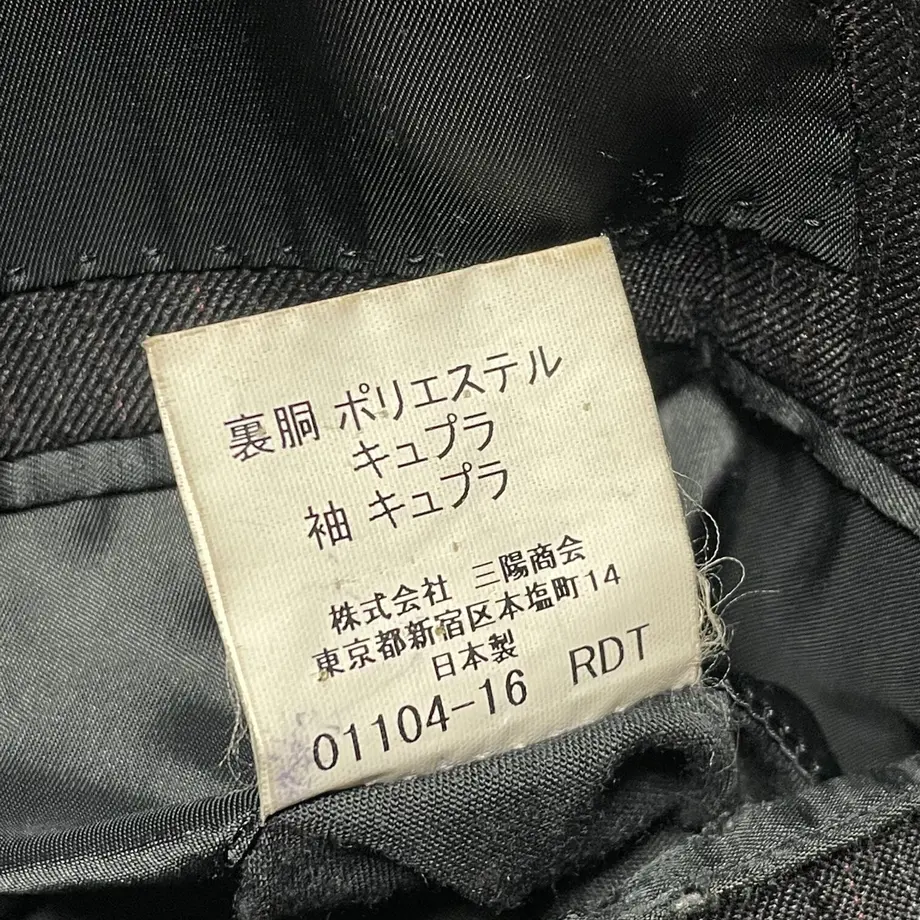 裏胴 ポリエステル
キュプラ
袖 キュプラ
株式会社 三陽商会
東京都新宿区本塩町14
日本製
01104-16 RDT